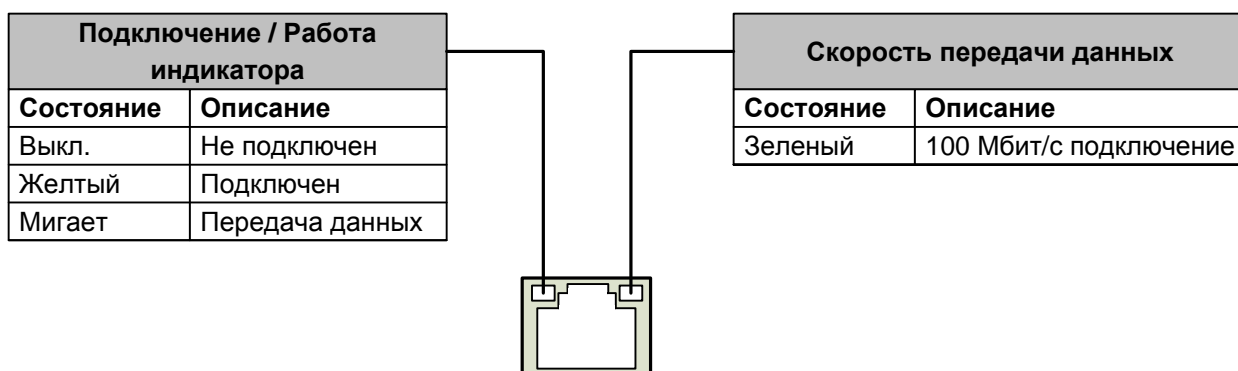 Подключение / Работа
индикатора
Состояние Описание
Выкл. Не подключен
Желтый Подключен
Мигает Передача данных
Скорость передачи данных
Состояние Описание
Зеленый 100 Мбит/с подключение